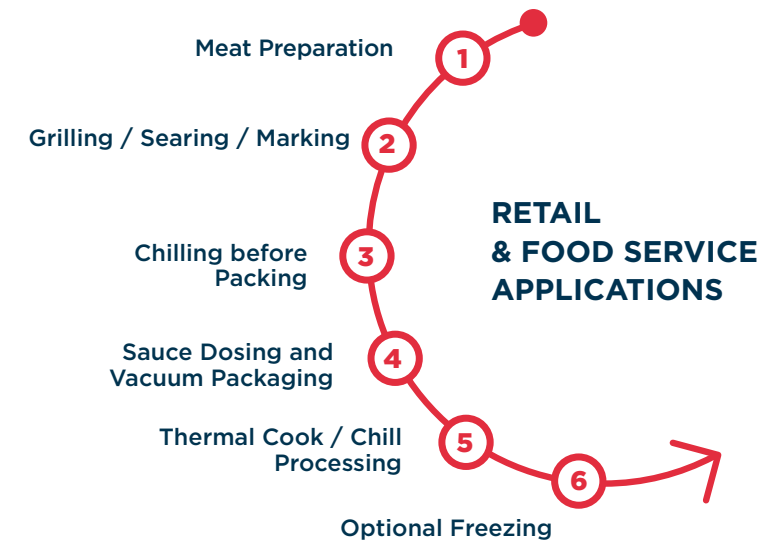 1
Meat Preparation
2
Grilling / Searing / Marking
3
Chilling before
Packing
4
Sauce Dosing and
Vacuum Packaging
5
Thermal Cook / Chill
Processing
6
Optional Freezing
RETAIL
& FOOD SERVICE
APPLICATIONS